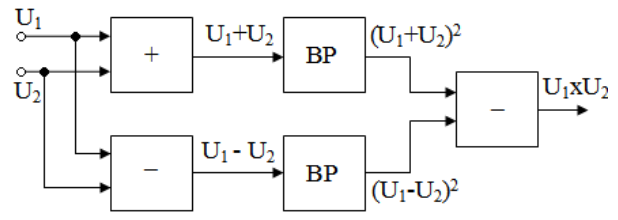 U₁
U₁+U₂
(U₁+U₂)²
+
BP
U₂
−
U₁xU₂
U₁ - U₂
−
BP
(U₁-U₂)²